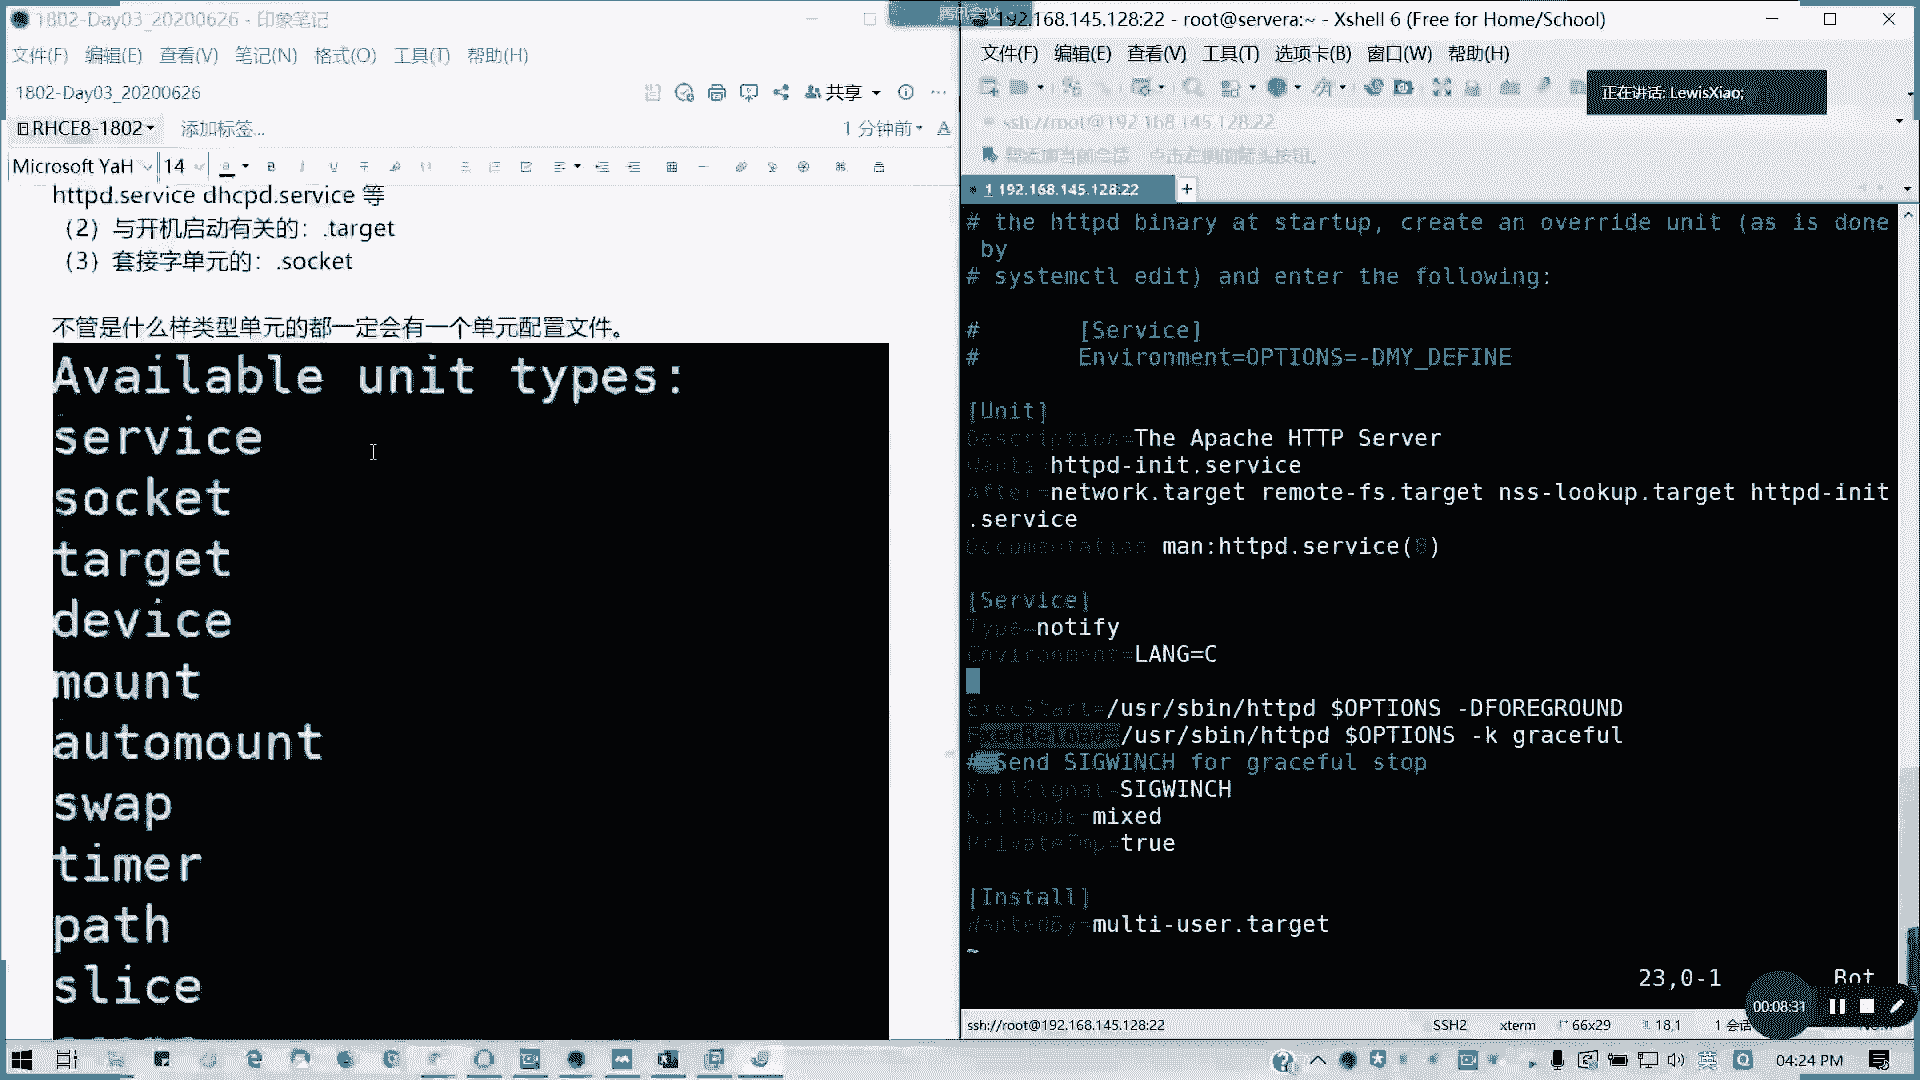 1802-Day03_20200626 - 印象笔记
文件(F) 编辑(E) 查看(V) 笔记(N) 格式(O) 工具(T) 帮助(H)
1802-Day03_20200626
共享
RHCE8-1802 添加标签...
1 分钟前
Microsoft YaH 14
httpd.service dhcpd.service 等
（2）与开机启动有关的：.target
（3）套接字单元的：.socket
不管是什么样类型单元的都一定会有一个单元配置文件。
Available unit types:
service
socket
target
device
mount
automount
swap
timer
path
slice
192.168.145.128:22 - root@servera:~ - Xshell 6 (Free for Home/School)
文件(F) 编辑(E) 查看(V) 工具(T) 选项卡(B) 窗口(W) 帮助(H)
正在讲话: LewisXiao;
ssh://root@192.168.145.128:22
1 192.168.145.128:22
# the httpd binary at startup, create an override unit (as is done
by
# systemctl edit) and enter the following:
# [Service]
# Environment=OPTIONS=-DMY_DEFINE
[Unit]
Description=The Apache HTTP Server
Wants=httpd-init.service
After=network.target remote-fs.target nss-lookup.target httpd-init
.service
Documentation=man:httpd.service(8)
[Service]
Type=notify
Environment=LANG=C
ExecStart=/usr/sbin/httpd $OPTIONS -DFOREGROUND
ExecReload=/usr/sbin/httpd $OPTIONS -k graceful
# Send SIGWINCH for graceful stop
KillSignal=SIGWINCH
KillMode=mixed
PrivateTmp=true
[Install]
WantedBy=multi-user.target
~
23,0-1 Bot
00:08:31
ssh://root@192.168.145.128:22 SSH2 xterm 66x29 18,1
英 04:24 PM